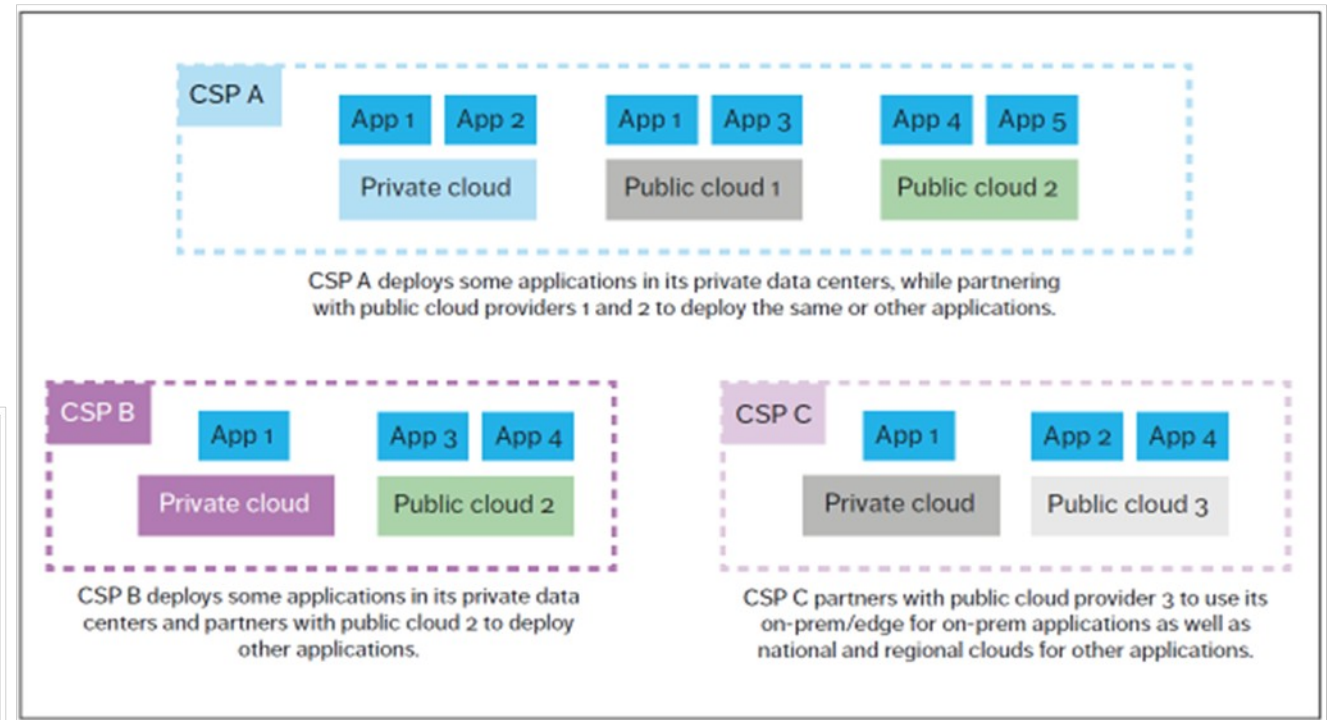 CSP A
App 1 App 2 App 1 App 3 App 4 App 5
Private cloud Public cloud 1 Public cloud 2
CSP A deploys some applications in its private data centers, while partnering
with public cloud providers 1 and 2 to deploy the same or other applications.
CSP B
App 1 App 3 App 4
Private cloud Public cloud 2
CSP B deploys some applications in its private data
centers and partners with public cloud 2 to deploy
other applications.
CSP C
App 1 App 2 App 4
Private cloud Public cloud 3
CSP C partners with public cloud provider 3 to use its
on-prem/edge for on-prem applications as well as
national and regional clouds for other applications.